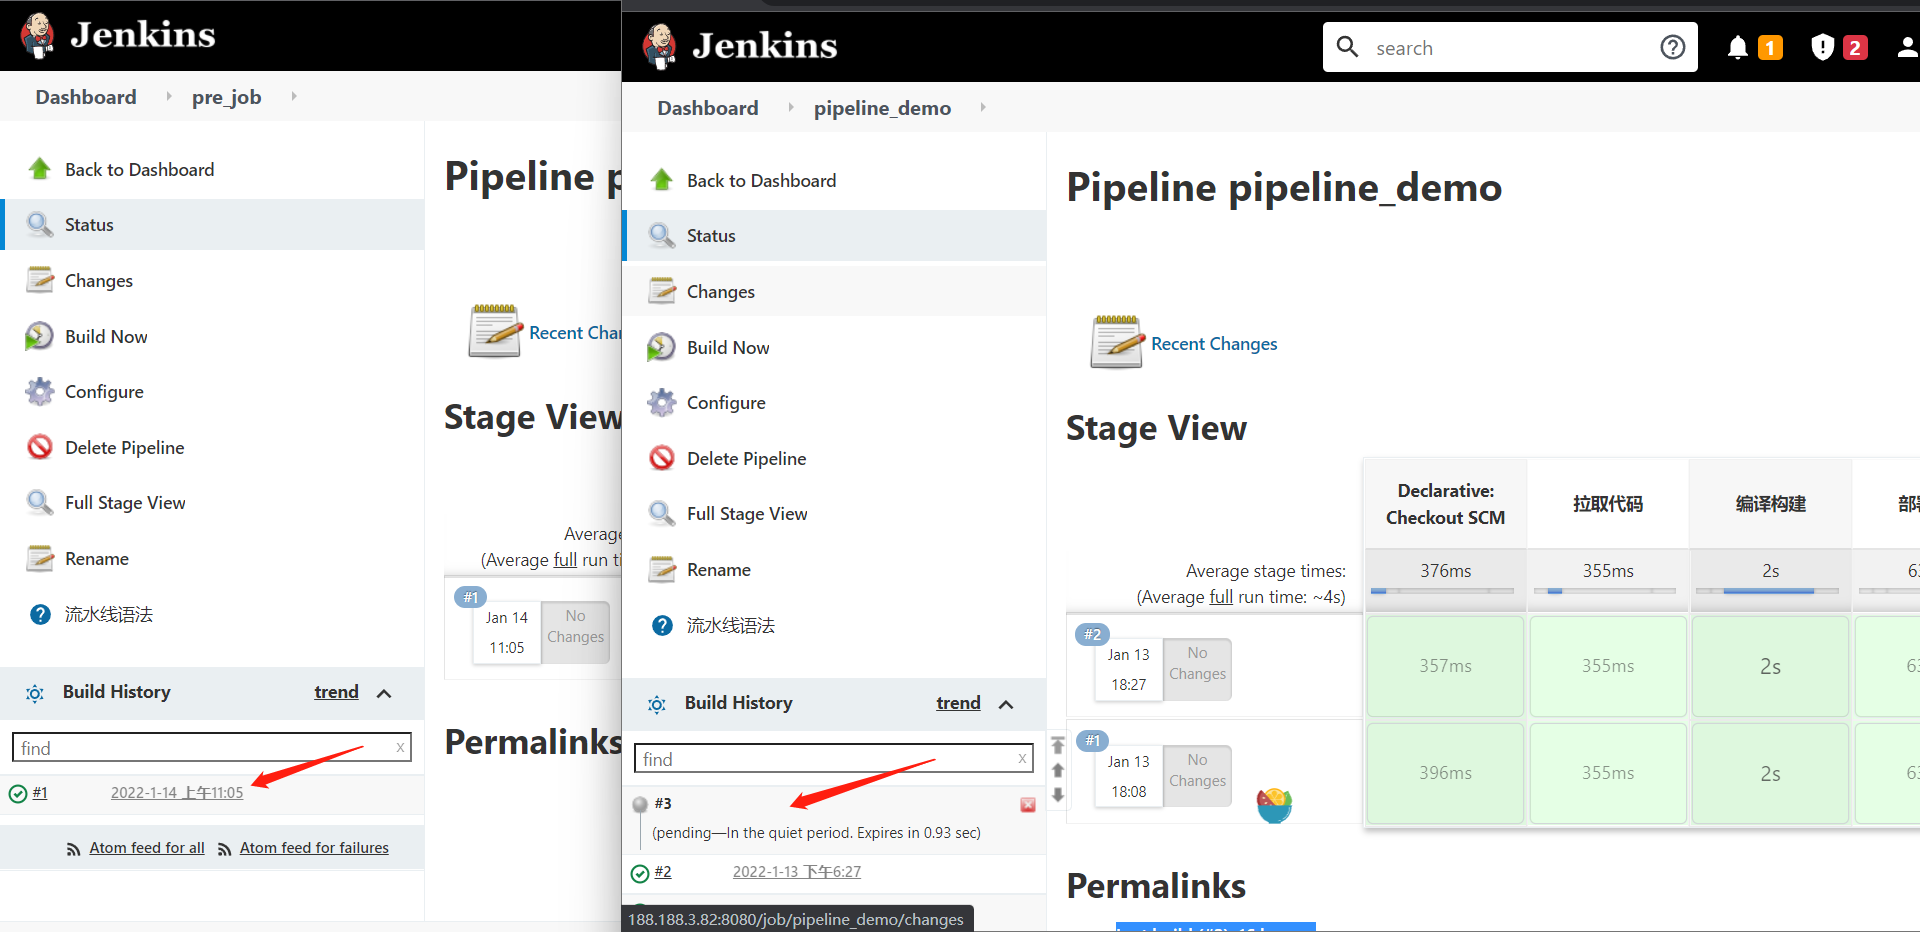 Jenkins
Dashboard
pre_job
Back to Dashboard
Status
Changes
Build Now
Configure
Delete Pipeline
Full Stage View
Rename
流水线语法
Build History
trend
find
x
#1
2022-1-14 上午11:05
Atom feed for all
Atom feed for failures
Pipeline
Recent
Stage View
(Average full run
#1
Jan 14
11:05
No
Changes
Permalinks
Jenkins
search
1
2
Dashboard
pipeline_demo
Back to Dashboard
Status
Changes
Build Now
Configure
Delete Pipeline
Full Stage View
Rename
流水线语法
Build History
trend
find
x
#3
(pending—In the quiet period. Expires in 0.93 sec)
#2
2022-1-13 下午6:27
188.188.3.82:8080/job/pipeline_demo/changes
Pipeline pipeline_demo
Recent Changes
Stage View
Declarative:
Checkout SCM
拉取代码
编译构建
Average stage times:
(Average full run time: ~4s)
376ms
355ms
2s
#2
Jan 13
18:27
No
Changes
357ms
355ms
2s
#1
Jan 13
18:08
No
Changes
396ms
355ms
2s
Permalinks